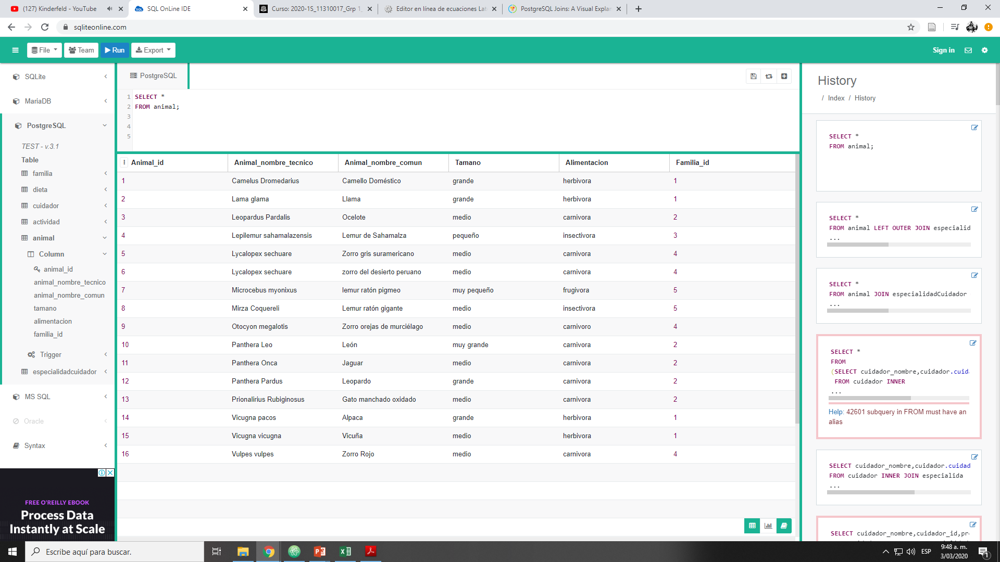 (127) Kinderfeld - YouTube
SQL OnLine IDE
Curso: 2020-1S_11310017_Grp 1
Editor en línea de ecuaciones Lat
PostgreSQL Joins: A Visual Explan
sqliteonline.com
File
Team
Run
Export
Sign in
SQLite
MariaDB
PostgreSQL
TEST - v.3.1
Table
familia
dieta
cuidador
actividad
animal
Column
animal_id
animal_nombre_tecnico
animal_nombre_comun
tamano
alimentacion
familia_id
Trigger
especialidadcuidador
MS SQL
Oracle
Syntax
FREE O'REILLY EBOOK
Process Data
Instantly at Scale
PostgreSQL
1 SELECT *
2 FROM animal;
3
4
5
Animal_id Animal_nombre_tecnico Animal_nombre_comun Tamano Alimentacion Familia_id
1 Camelus Dromedarius Camello Doméstico grande herbivora 1
2 Lama glama Llama grande herbivora 1
3 Leopardus Pardalis Ocelote medio carnivora 2
4 Lepilemur sahamalazensis Lemur de Sahamalza pequeño insectivora 3
5 Lycalopex sechuare Zorro gris suramericano medio carnivora 4
6 Lycalopex sechuare zorro del desierto peruano medio carnivora 4
7 Microcebus myonixus lemur ratón pigmeo muy pequeño frugivora 5
8 Mirza Coquereli Lemur ratón gigante medio insectivora 5
9 Otocyon megalotis Zorro orejas de murciélago medio carnivoro 4
10 Panthera Leo León muy grande carnivora 2
11 Panthera Onca Jaguar medio carnivora 2
12 Panthera Pardus Leopardo grande carnivora 2
13 Prionalirius Rubiginosus Gato manchado oxidado medio carnivora 2
14 Vicugna pacos Alpaca grande herbivora 1
15 Vicugna vicugna Vicuña medio herbivora 1
16 Vulpes vulpes Zorro Rojo medio carnivora 4
History
/ Index / History
SELECT *
FROM animal;
SELECT *
FROM animal LEFT OUTER JOIN especialid
...
SELECT *
FROM animal JOIN especialidadCuidador
...
SELECT *
FROM
(SELECT cuidador_nombre,cuidador.cuid
FROM cuidador INNER
...
Help: 42601 subquery in FROM must have an
alias
SELECT cuidador_nombre,cuidador.cuidad
FROM cuidador INNER JOIN especialida
...
SELECT cuidador_nombre,cuidador_id,pr
Escribe aquí para buscar.
ESP
9:48 a. m.
3/03/2020
1